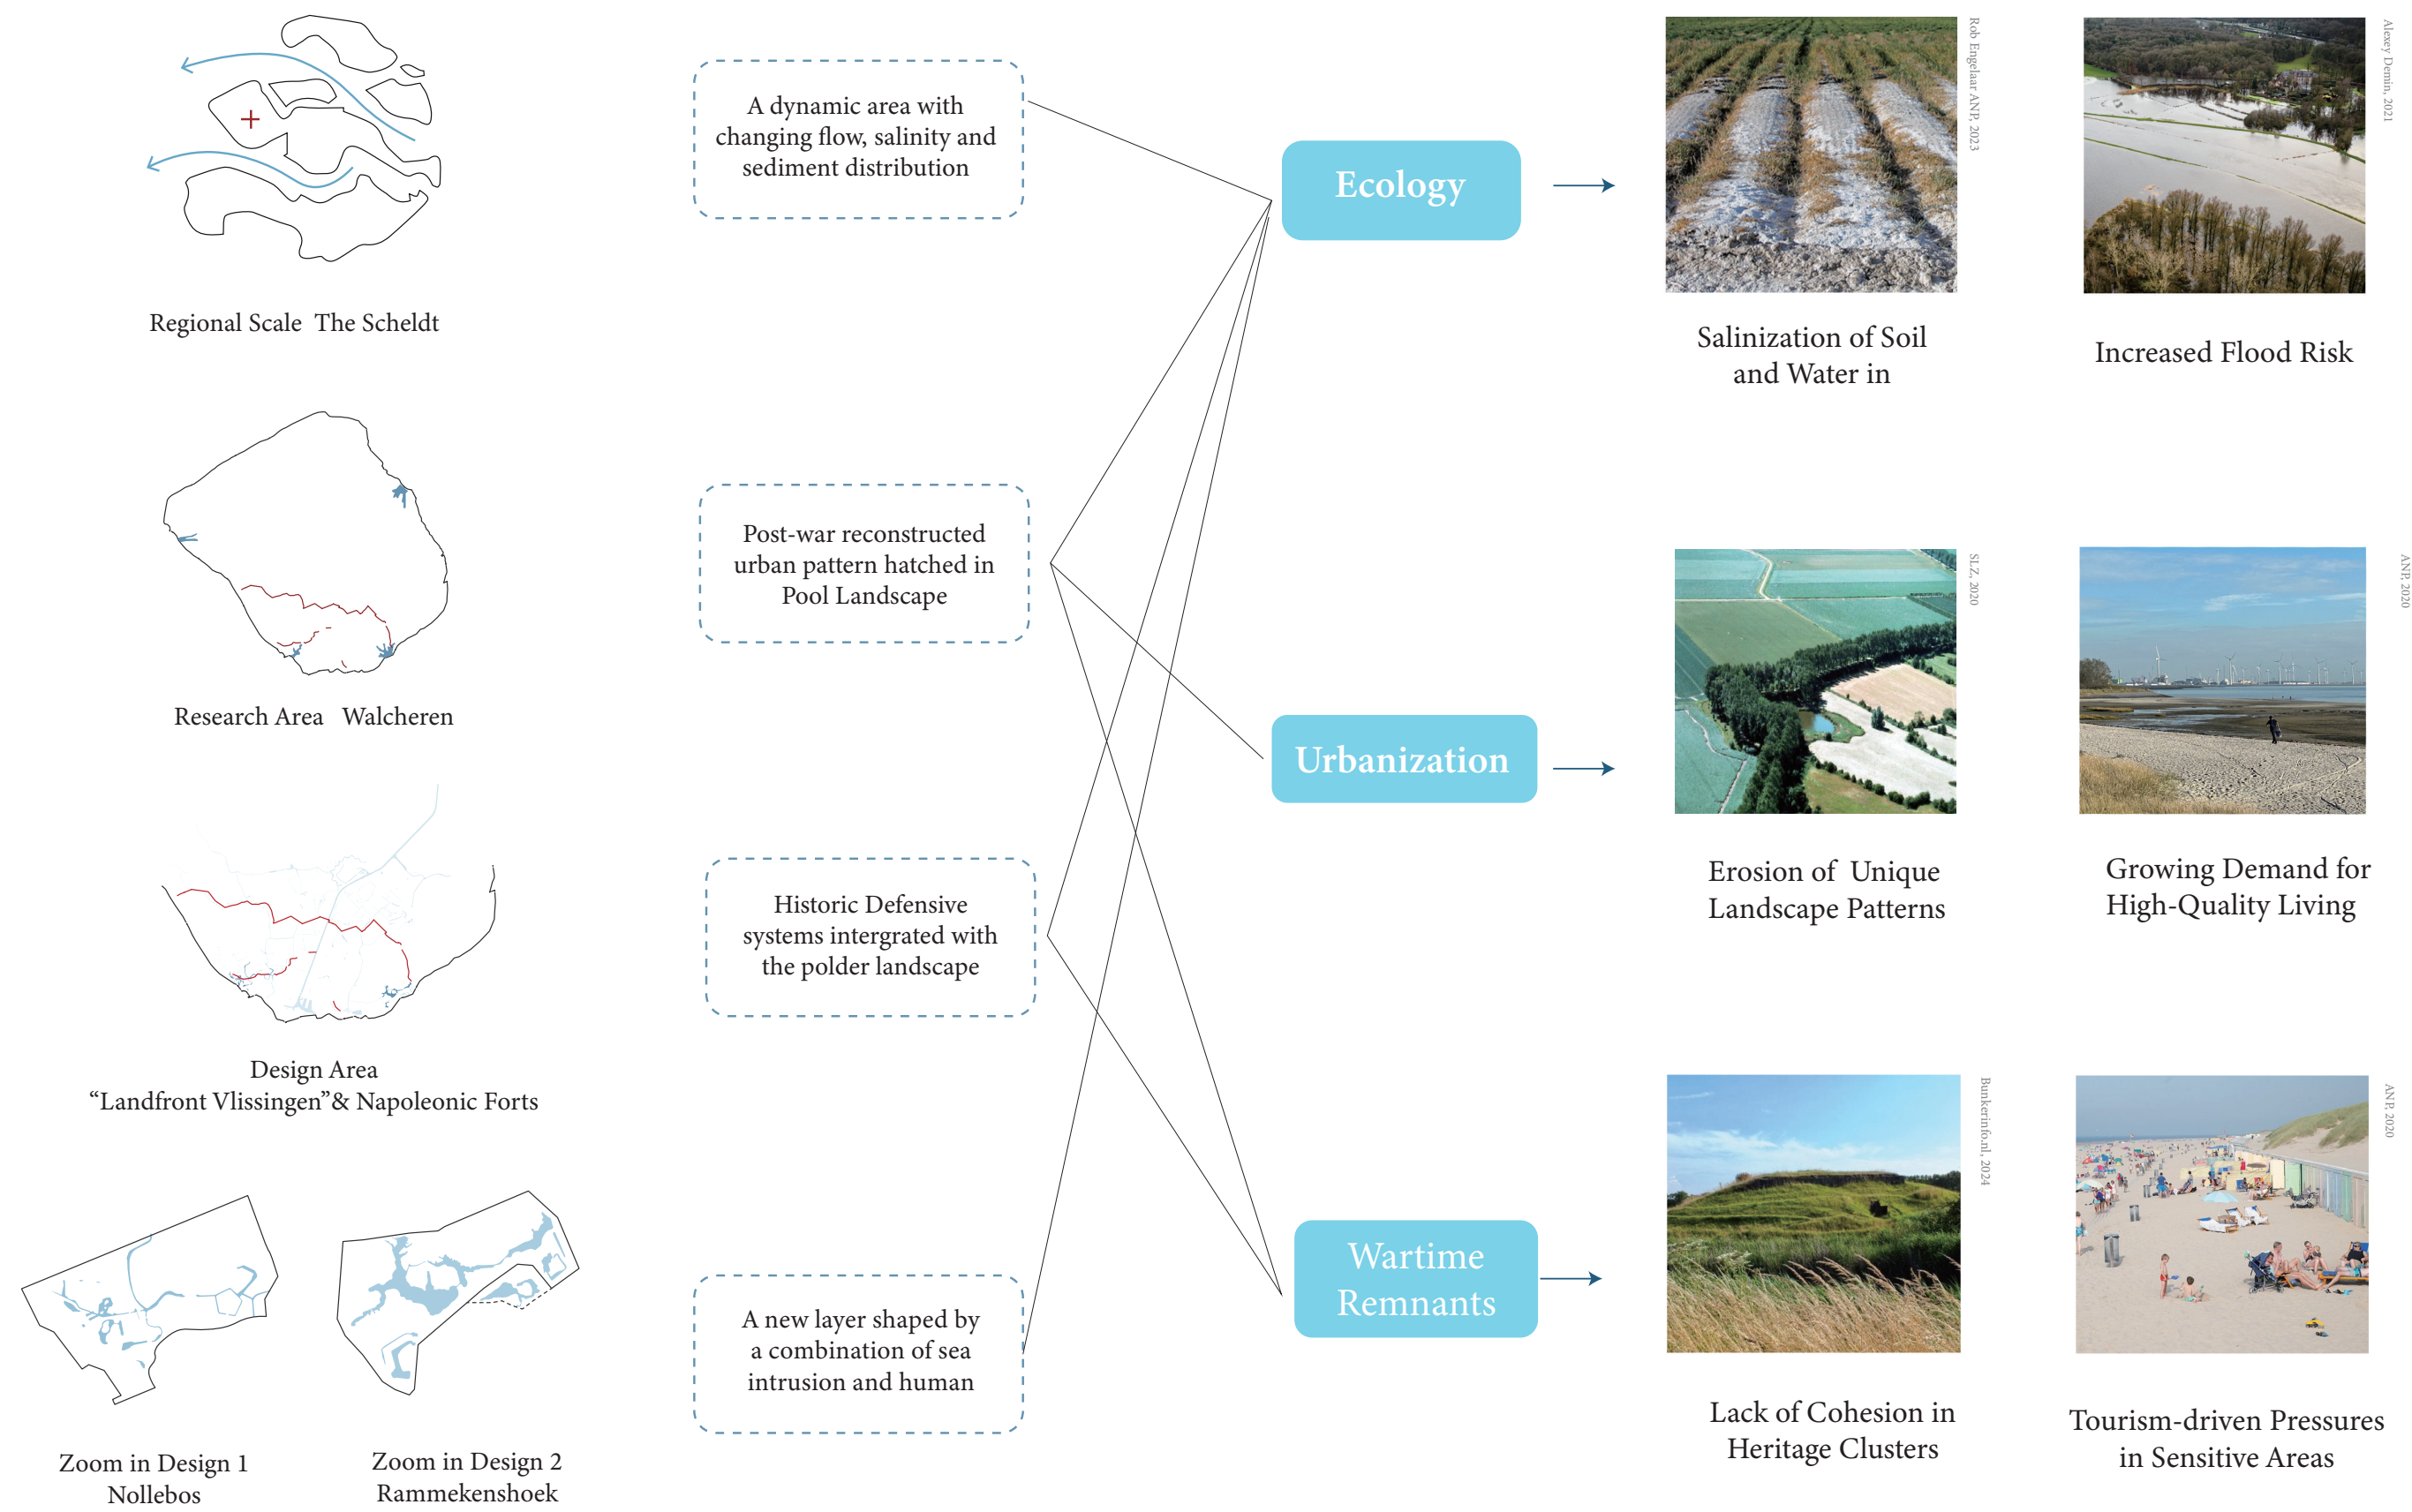 Regional Scale The Scheldt
Research Area Walcheren
Design Area
“Landfront Vlissingen”& Napoleonic Forts
Zoom in Design 1
Nollebos
Zoom in Design 2
Rammekenshoek
A dynamic area with
changing flow, salinity and
sediment distribution
Post-war reconstructed
urban pattern hatched in
Pool Landscape
Historic Defensive
systems intergrated with
the polder landscape
A new layer shaped by
a combination of sea
intrusion and human
Ecology
Urbanization
Wartime
Remnants
Rob Engelaar ANP, 2023
Salinization of Soil
and Water in
Alexey Demin, 2021
Increased Flood Risk
SLZ, 2020
Erosion of Unique
Landscape Patterns
ANP, 2020
Growing Demand for
High-Quality Living
Bunkerinfo.nl, 2024
Lack of Cohesion in
Heritage Clusters
ANP, 2020
Tourism-driven Pressures
in Sensitive Areas